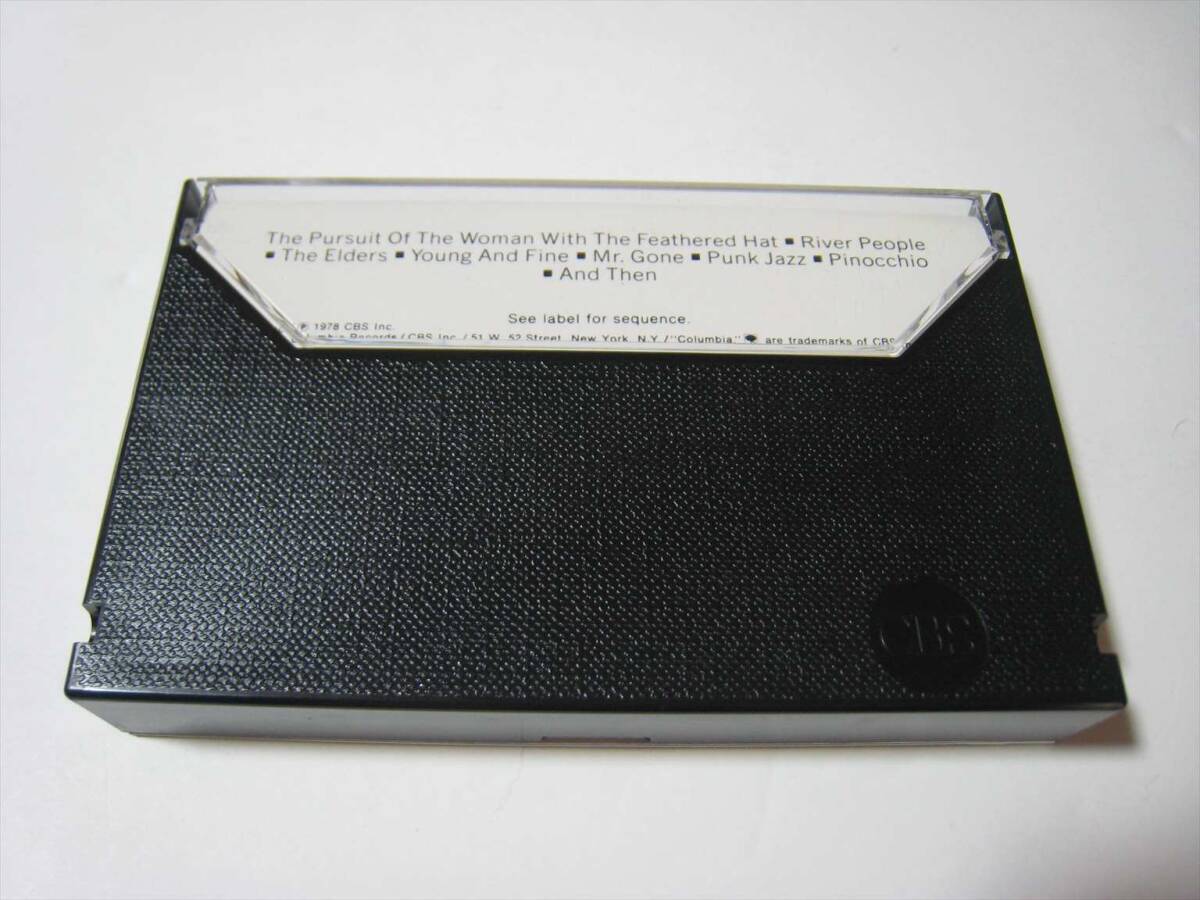 The Pursuit Of The Woman With The Feathered Hat ▪ River People
▪ The Elders ▪ Young And Fine ▪ Mr. Gone ▪ Punk Jazz ▪ Pinocchio
▪ And Then
See label for sequence.
℗ 1978 CBS Inc.
Records / CBS Inc. / 51 W. 52 Street, New York, N.Y. / "Columbia" are trademarks of CBS
CBS